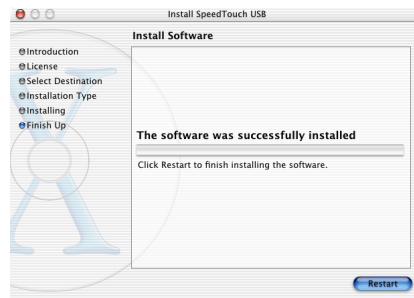 Install SpeedTouch USB
Install Software
Introduction
License
Select Destination
Installation Type
Installing
Finish Up
The software was successfully installed
Click Restart to finish installing the software.
Restart